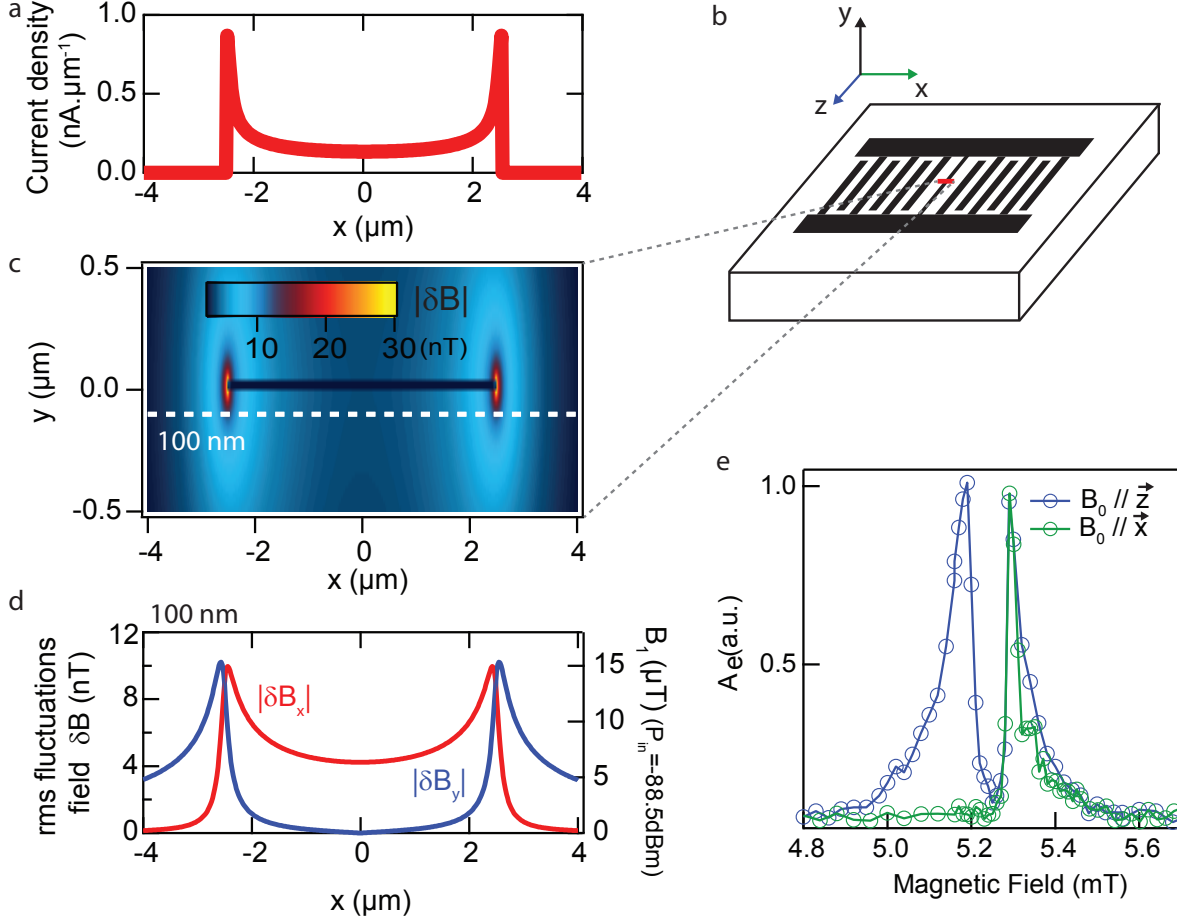 a
Current density
(nA.µm⁻¹)
1.0
0.5
0.0
-4
-2
0
2
4
x (µm)
b
y
x
z
c
y (µm)
0.5
0.0
-0.5
|δB|
10
20
30
(nT)
100 nm
-4
-2
0
2
4
x (µm)
d
100 nm
rms fluctuations
field δB (nT)
12
8
4
0
|δBₓ|
|δB_y|
15
10
5
0
B₁ (µT) (P_in=-88.5dBm)
-4
-2
0
2
4
x (µm)
e
Ae(a.u.)
1.0
0.5
B₀ // z⃗
B₀ // x⃗
4.8
5.0
5.2
5.4
5.6
Magnetic Field (mT)